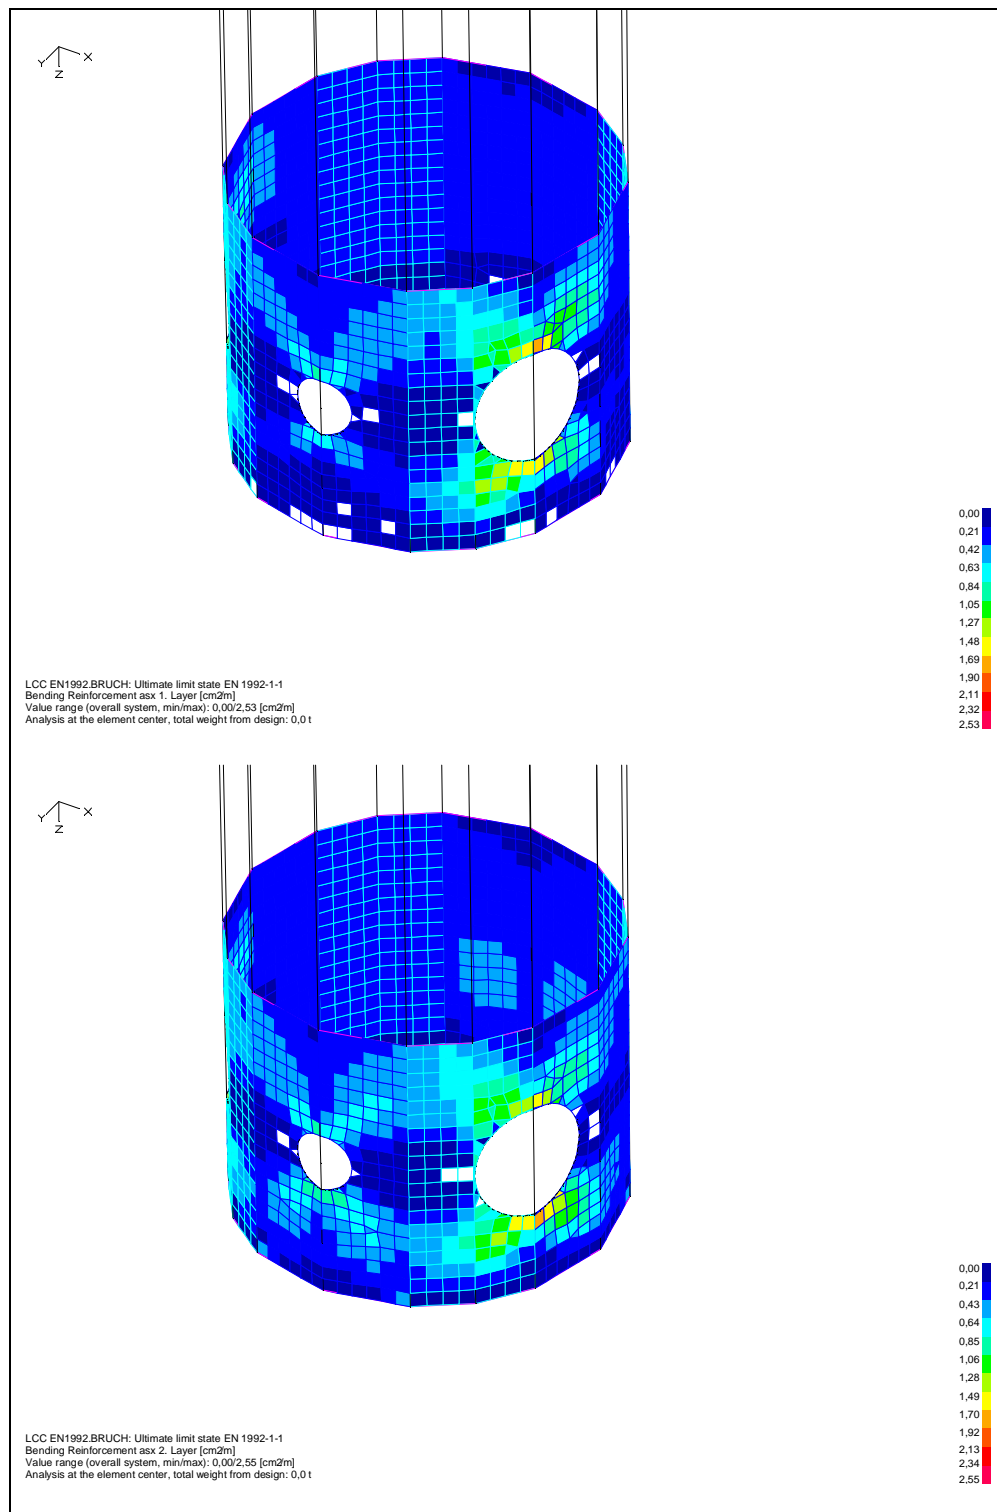 Y X
Z
0,00
0,21
0,42
0,63
0,84
1,05
1,27
1,48
1,69
1,90
2,11
2,32
2,53
LCC EN1992.BRUCH: Ultimate limit state EN 1992-1-1
Bending Reinforcement asx 1. Layer [cm2/m]
Value range (overall system, min/max): 0,00/2,53 [cm2/m]
Analysis at the element center, total weight from design: 0,0 t
Y X
Z
0,00
0,21
0,43
0,64
0,85
1,06
1,28
1,49
1,70
1,92
2,13
2,34
2,55
LCC EN1992.BRUCH: Ultimate limit state EN 1992-1-1
Bending Reinforcement asx 2. Layer [cm2/m]
Value range (overall system, min/max): 0,00/2,55 [cm2/m]
Analysis at the element center, total weight from design: 0,0 t